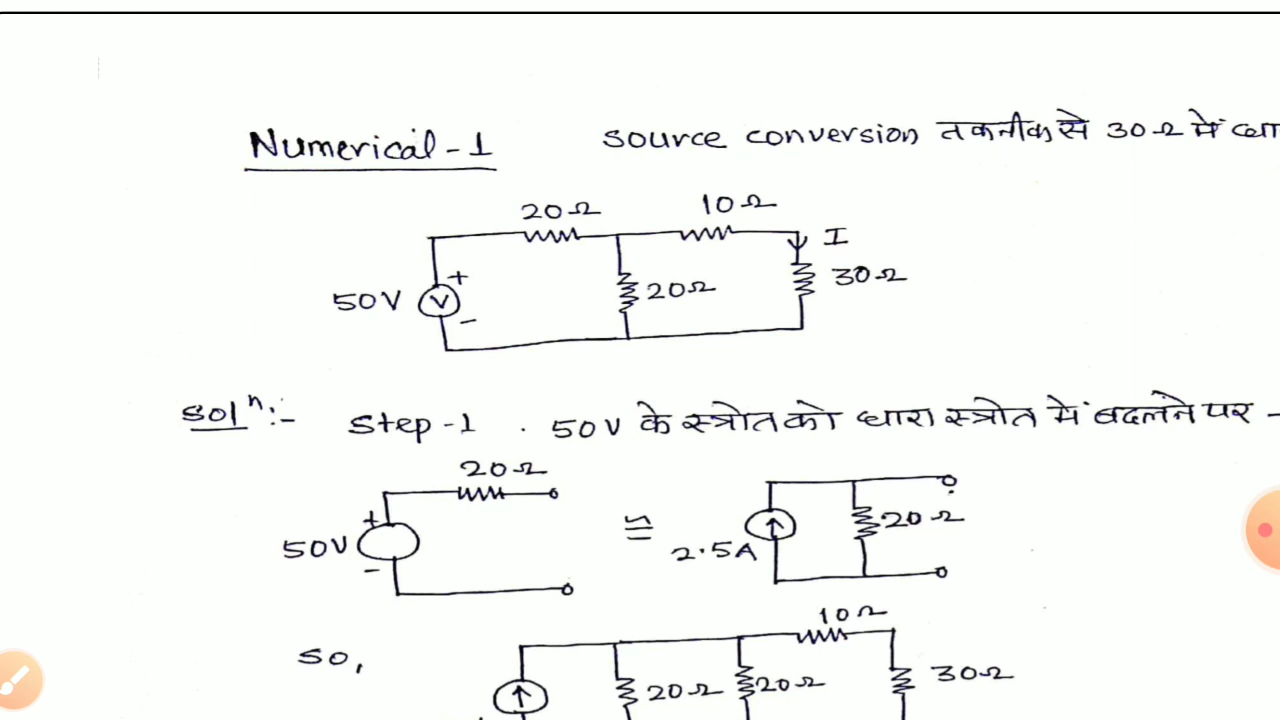 Numerical - 1 source conversion तकनीक से 30Ω में
20Ω 10Ω
I
50V + V - 20Ω 30Ω
Solⁿ:- Step-1 . 50V के स्त्रोत को धारा स्त्रोत में बदलने पर -
20Ω
50V + - ≅ 2.5A 20Ω
10Ω
So, 20Ω 20Ω 30Ω